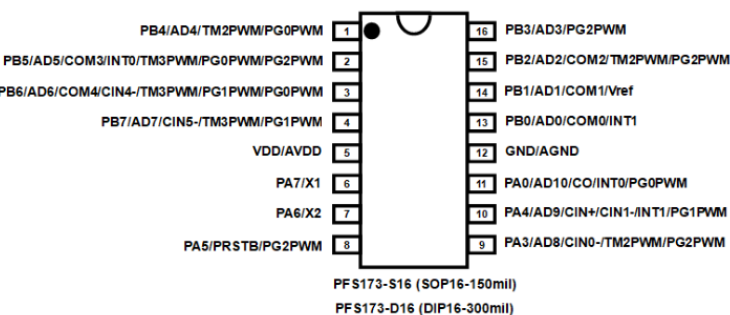 PB4/AD4/TM2PWM/PG0PWM 1 16 PB3/AD3/PG2PWM
PB5/AD5/COM3/INT0/TM3PWM/PG0PWM/PG2PWM 2 15 PB2/AD2/COM2/TM2PWM/PG2PWM
PB6/AD6/COM4/CIN4-/TM3PWM/PG1PWM/PG0PWM 3 14 PB1/AD1/COM1/Vref
PB7/AD7/CIN5-/TM3PWM/PG1PWM 4 13 PB0/AD0/COM0/INT1
VDD/AVDD 5 12 GND/AGND
PA7/X1 6 11 PA0/AD10/CO/INT0/PG0PWM
PA6/X2 7 10 PA4/AD9/CIN+/CIN1-/INT1/PG1PWM
PA5/PRSTB/PG2PWM 8 9 PA3/AD8/CIN0-/TM2PWM/PG2PWM
PFS173-S16 (SOP16-150mil)
PFS173-D16 (DIP16-300mil)